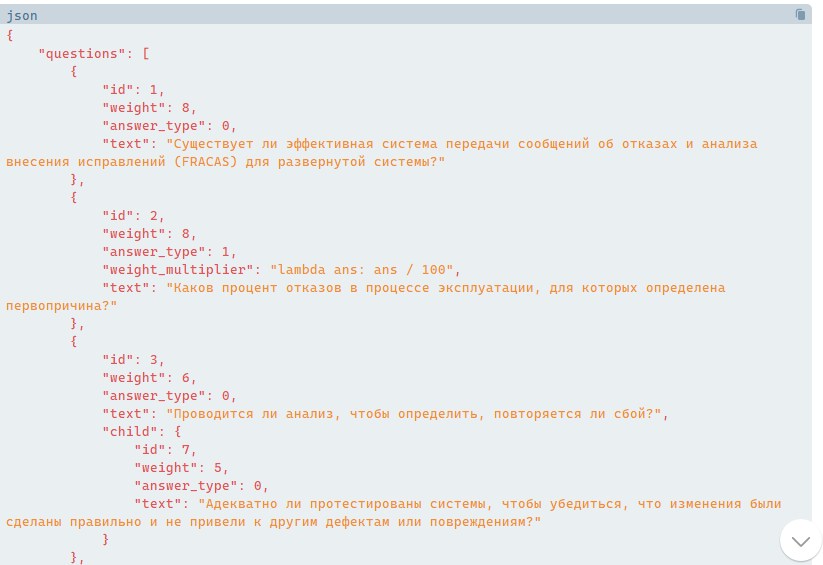 json
{
    "questions": [
        {
            "id": 1,
            "weight": 8,
            "answer_type": 0,
            "text": "Существует ли эффективная система передачи сообщений об отказах и анализа
внесения исправлений (FRACAS) для развернутой системы?"
        },
        {
            "id": 2,
            "weight": 8,
            "answer_type": 1,
            "weight_multiplier": "lambda ans: ans / 100",
            "text": "Каков процент отказов в процессе эксплуатации, для которых определена
первопричина?"
        },
        {
            "id": 3,
            "weight": 6,
            "answer_type": 0,
            "text": "Проводится ли анализ, чтобы определить, повторяется ли сбой?",
            "child": {
                "id": 7,
                "weight": 5,
                "answer_type": 0,
                "text": "Адекватно ли протестированы системы, чтобы убедиться, что изменения были
сделаны правильно и не привели к другим дефектам или повреждениям?"
            }
        },